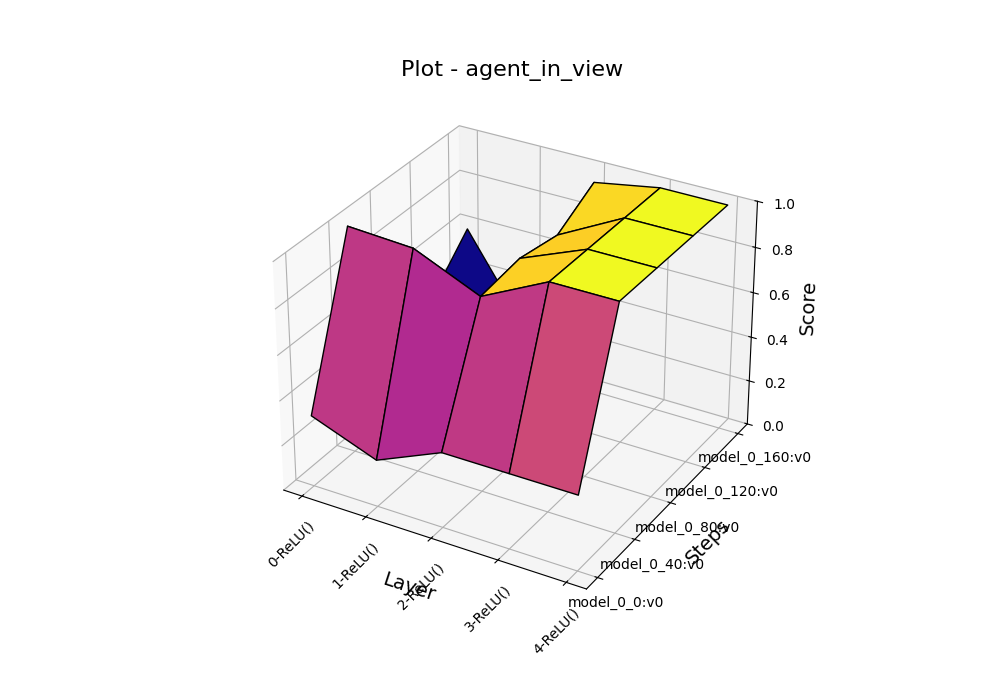 Plot - agent_in_view
1.0
0.8
0.6
0.4
0.2
0.0
Score
model_0_160:v0
model_0_120:v0
model_0_80:v0
model_0_40:v0
model_0_0:v0
Steps
0-ReLU()
1-ReLU()
2-ReLU()
3-ReLU()
4-ReLU()
Layer